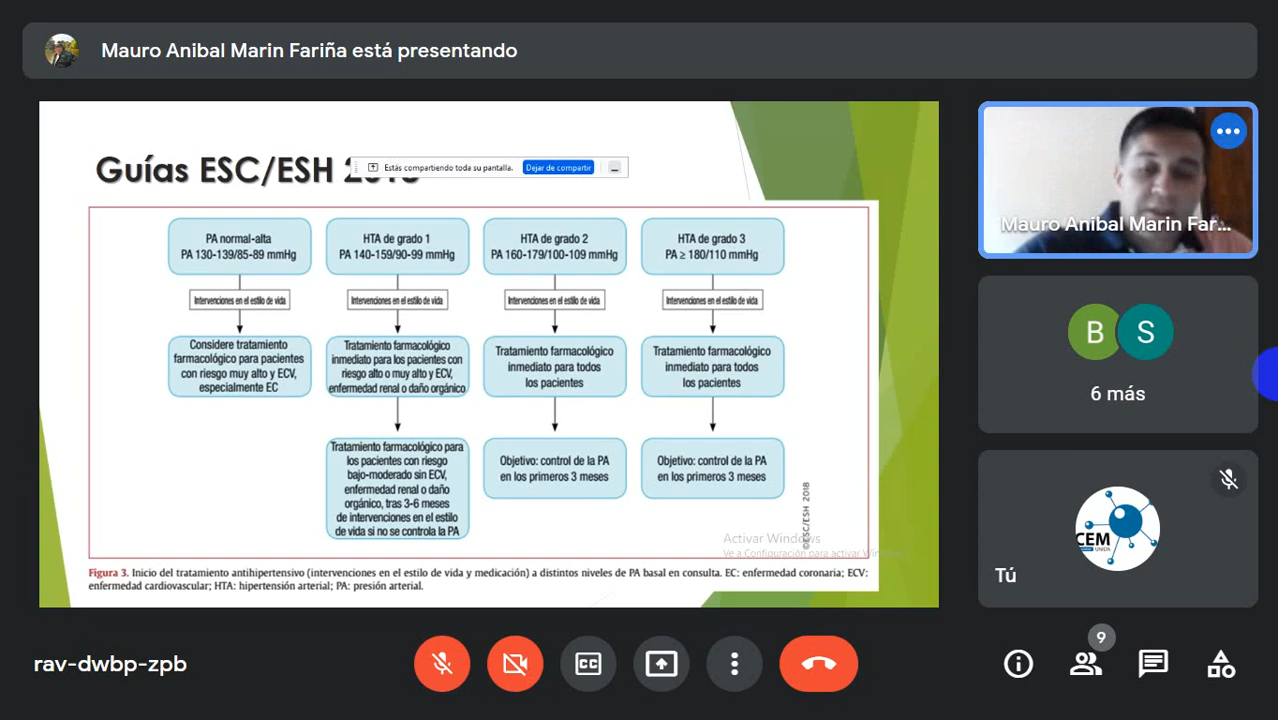 Mauro Anibal Marin Fariña está presentando
Guías ESC/ESH
Estás compartiendo toda su pantalla.
Dejar de compartir
PA normal-alta
PA 130-139/85-89 mmHg
HTA de grado 1
PA 140-159/90-99 mmHg
HTA de grado 2
PA 160-179/100-109 mmHg
HTA de grado 3
PA ≥ 180/110 mmHg
Intervenciones en el estilo de vida
Intervenciones en el estilo de vida
Intervenciones en el estilo de vida
Intervenciones en el estilo de vida
Considere tratamiento
farmacológico para pacientes
con riesgo muy alto y ECV,
especialmente EC
Tratamiento farmacológico
inmediato para los pacientes con
riesgo alto o muy alto y ECV,
enfermedad renal o daño orgánico
Tratamiento farmacológico
inmediato para todos
los pacientes
Tratamiento farmacológico
inmediato para todos
los pacientes
Tratamiento farmacológico para
los pacientes con riesgo
bajo-moderado sin ECV,
enfermedad renal o daño
orgánico, tras 3-6 meses
de intervenciones en el estilo
de vida si no se controla la PA
Objetivo: control de la PA
en los primeros 3 meses
Objetivo: control de la PA
en los primeros 3 meses
©ESC/ESH 2018
Activar Windows
Ve a Configuración para activar Windows
Figura 3. Inicio del tratamiento antihipertensivo (intervenciones en el estilo de vida y medicación) a distintos niveles de PA basal en consulta. EC: enfermedad coronaria; ECV:
enfermedad cardiovascular; HTA: hipertensión arterial; PA: presión arterial.
Mauro Anibal Marin Far...
B
S
6 más
CEM
UNION
Tú
rav-dwbp-zpb
CC
9